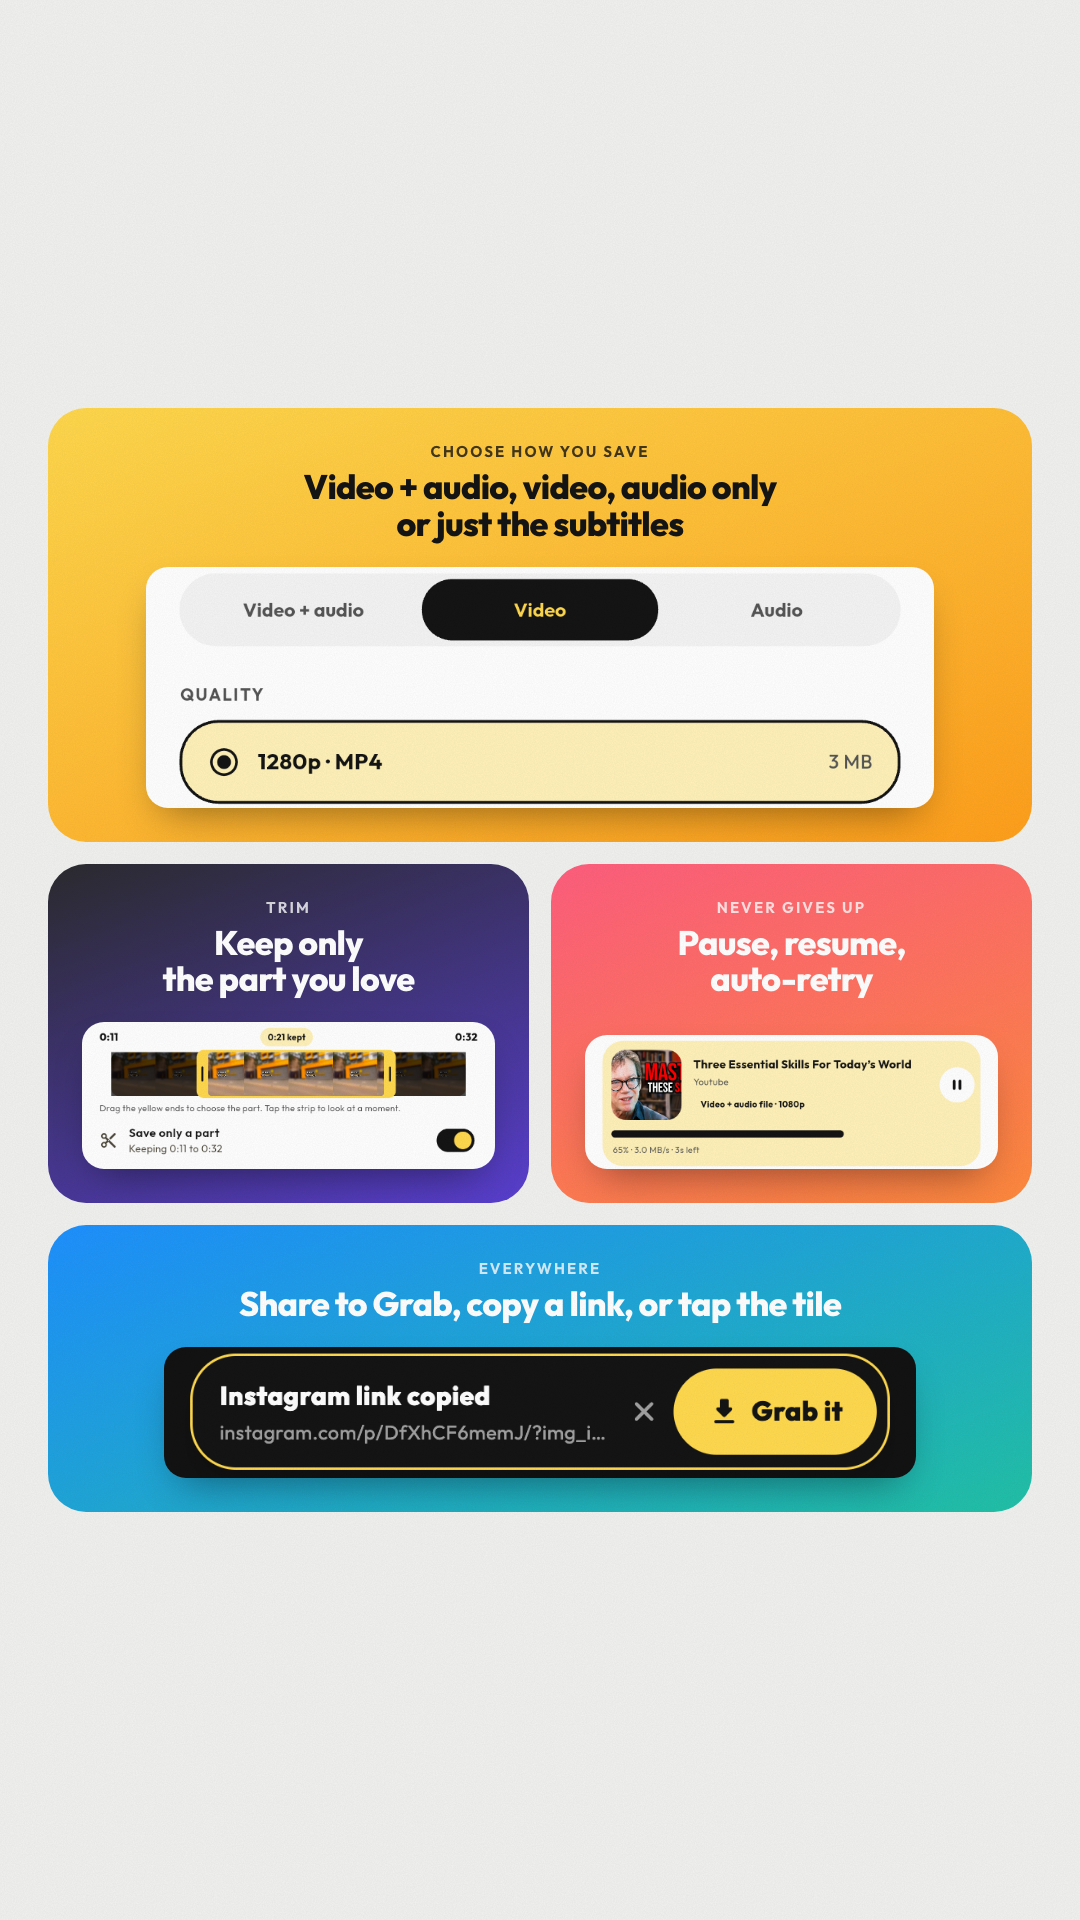 CHOOSE HOW YOU SAVE
Video + audio, video, audio only
or just the subtitles
Video + audio
Video
Audio
QUALITY
1280p · MP4
3 MB
TRIM
Keep only
the part you love
0:11
0:21 kept
0:32
Drag the yellow ends to choose the part. Tap the strip to look at a moment.
Save only a part
Keeping 0:11 to 0:32
NEVER GIVES UP
Pause, resume,
auto-retry
MAS
THESE S
Three Essential Skills For Today's World
Youtube
Video + audio file · 1080p
65% · 3.0 MB/s · 3s left
EVERYWHERE
Share to Grab, copy a link, or tap the tile
Instagram link copied
instagram.com/p/DfXhCF6memJ/?img_i...
Grab it